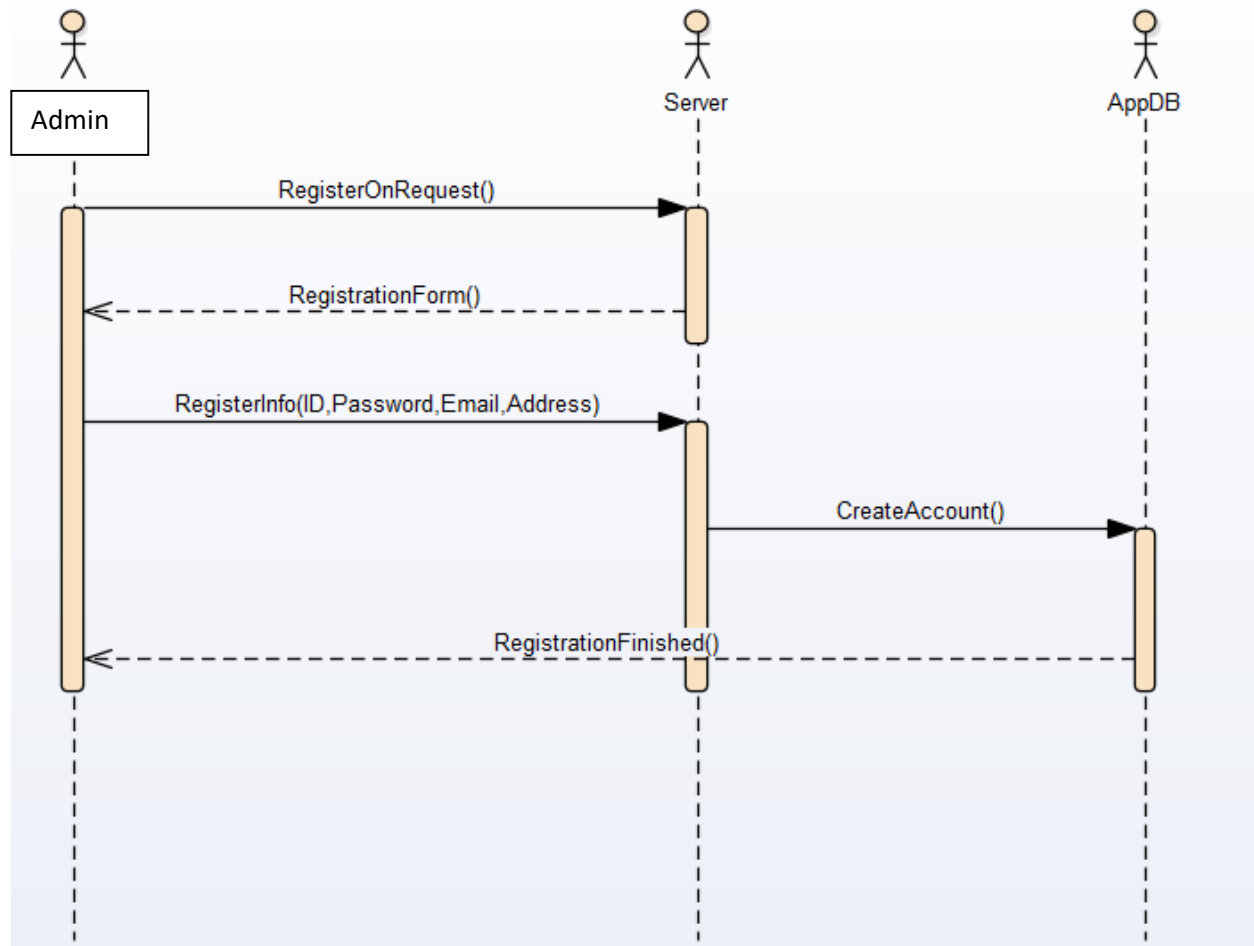 Admin
Server
AppDB
RegisterOnRequest()
RegistrationForm()
RegisterInfo(ID,Password,Email,Address)
CreateAccount()
RegistrationFinished()